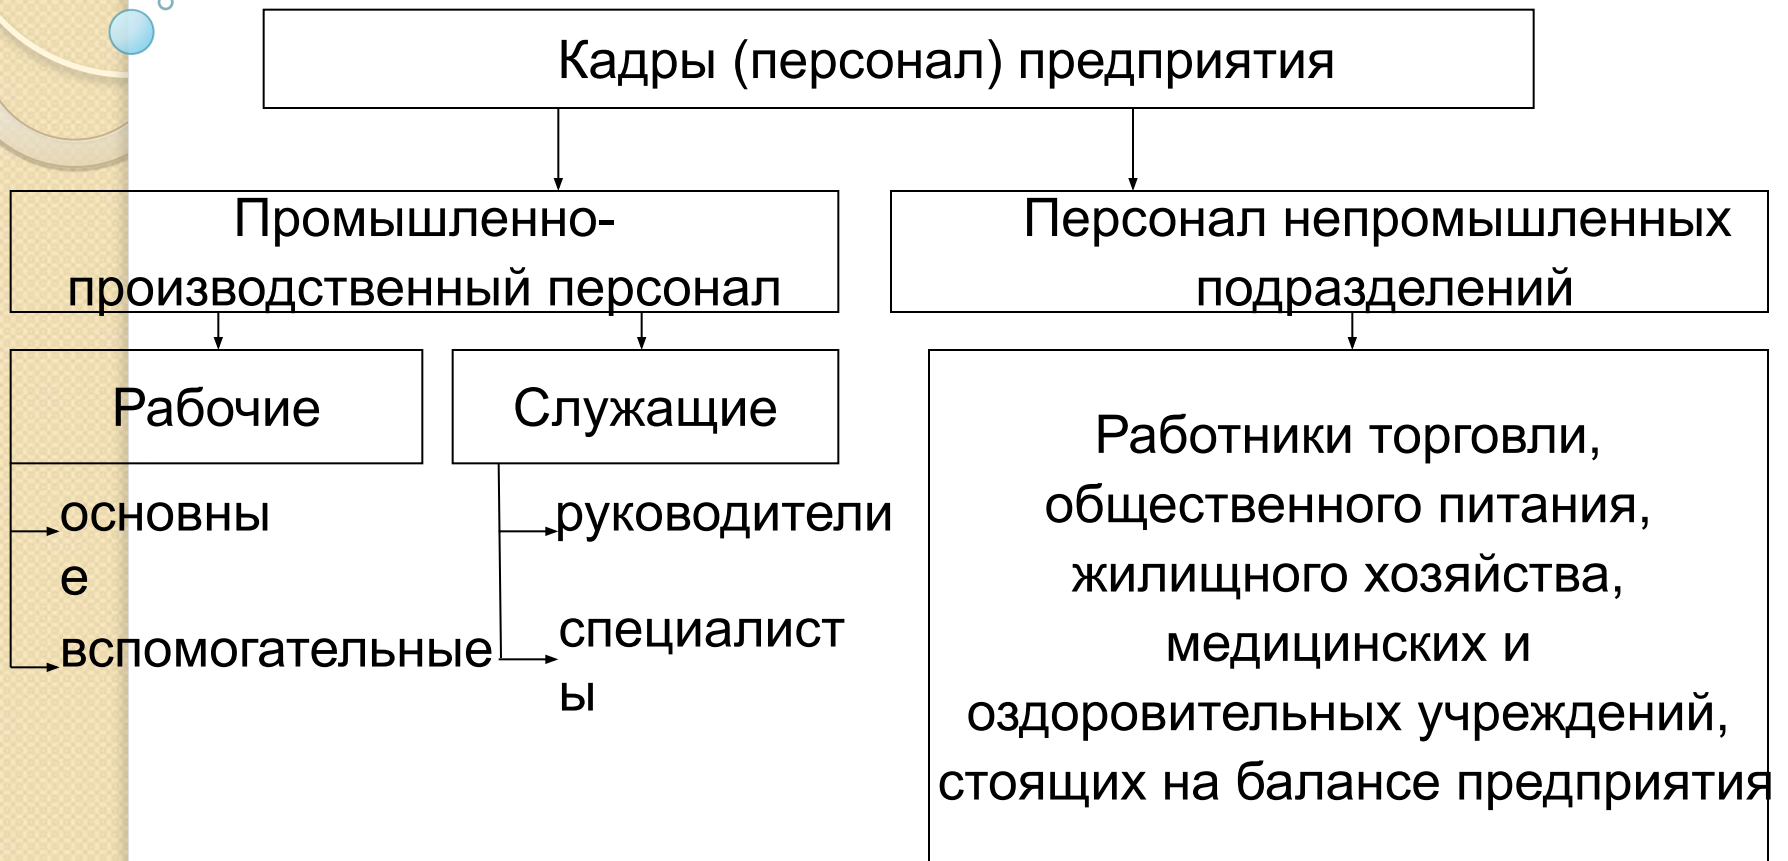 Кадры (персонал) предприятия
Промышленно-
производственный персонал
Персонал непромышленных
подразделений
Рабочие
Служащие
основны
е
вспомогательные
руководители
специалист
ы
Работники торговли,
общественного питания,
жилищного хозяйства,
медицинских и
оздоровительных учреждений,
стоящих на балансе предприятия